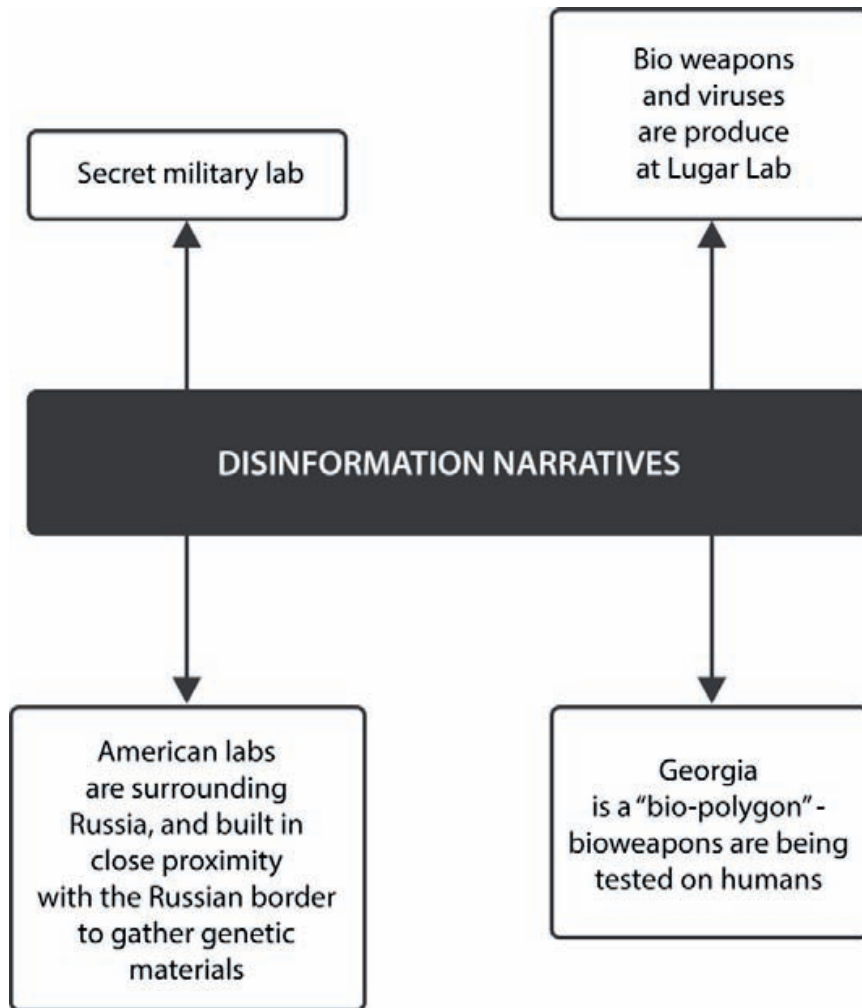 Secret military lab
Bio weapons
and viruses
are produce
at Lugar Lab
DISINFORMATION NARRATIVES
American labs
are surrounding
Russia, and built in
close proximity
with the Russian border
to gather genetic
materials
Georgia
is a “bio-polygon” -
bioweapons are being
tested on humans